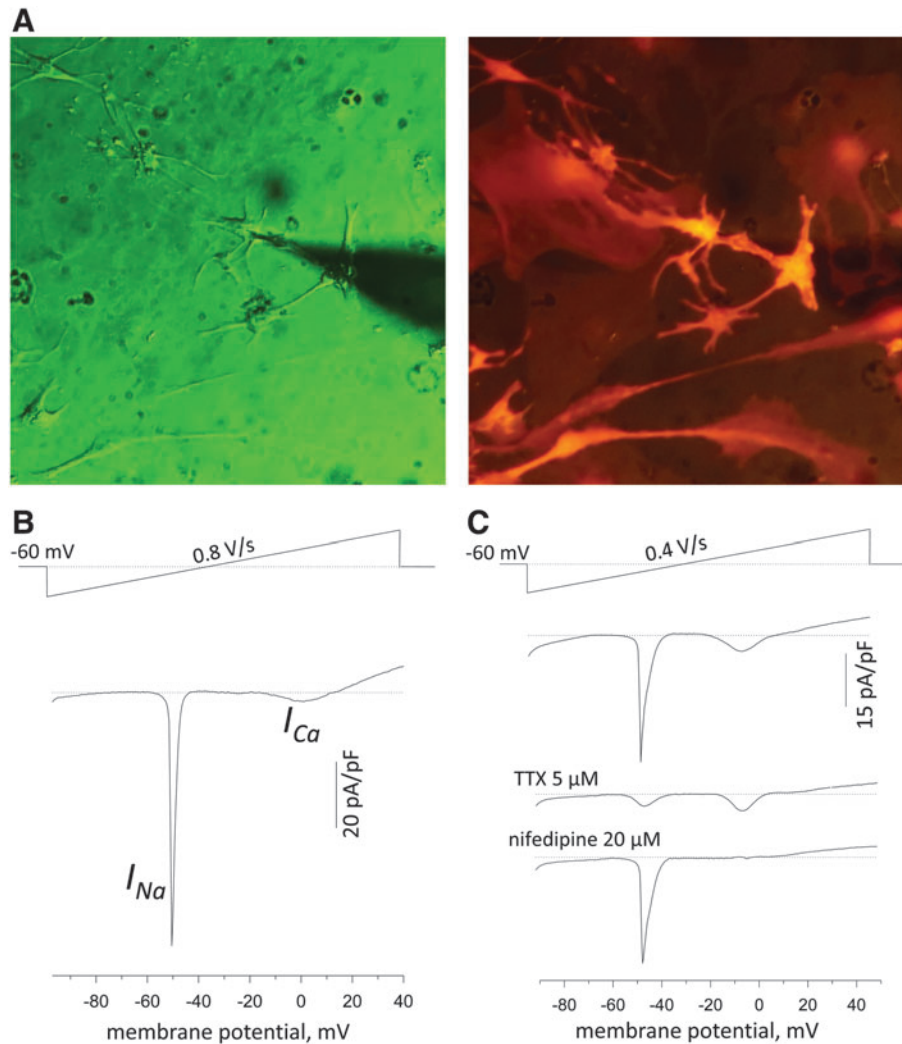 A
B
-60 mV
0.8 V/s
I_Ca
20 pA/pF
I_Na
-80 -60 -40 -20 0 20 40
membrane potential, mV
C
-60 mV
0.4 V/s
15 pA/pF
TTX 5 µM
nifedipine 20 µM
-80 -60 -40 -20 0 20 40
membrane potential, mV